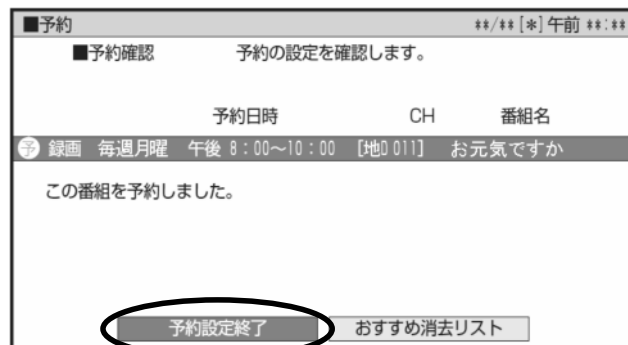 ■予約 **/** [*] 午前 **:**
■予約確認 予約の設定を確認します。
予約日時 CH 番組名
予 録画 毎週月曜 午後 8:00〜10:00 [地D 011] お元気ですか
この番組を予約しました。
予約設定終了 おすすめ消去リスト